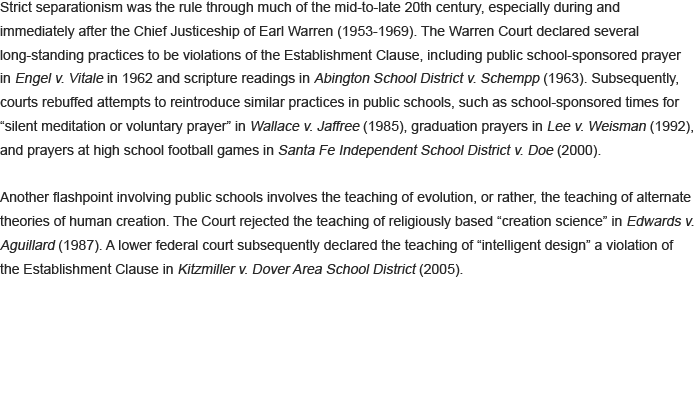 Strict separationism was the rule through much of the mid-to-late 20th century, especially during and
immediately after the Chief Justiceship of Earl Warren (1953-1969). The Warren Court declared several
long-standing practices to be violations of the Establishment Clause, including public school-sponsored prayer
in Engel v. Vitale in 1962 and scripture readings in Abington School District v. Schempp (1963). Subsequently,
courts rebuffed attempts to reintroduce similar practices in public schools, such as school-sponsored times for
“silent meditation or voluntary prayer” in Wallace v. Jaffree (1985), graduation prayers in Lee v. Weisman (1992),
and prayers at high school football games in Santa Fe Independent School District v. Doe (2000).
Another flashpoint involving public schools involves the teaching of evolution, or rather, the teaching of alternate
theories of human creation. The Court rejected the teaching of religiously based “creation science” in Edwards v.
Aguillard (1987). A lower federal court subsequently declared the teaching of “intelligent design” a violation of
the Establishment Clause in Kitzmiller v. Dover Area School District (2005).